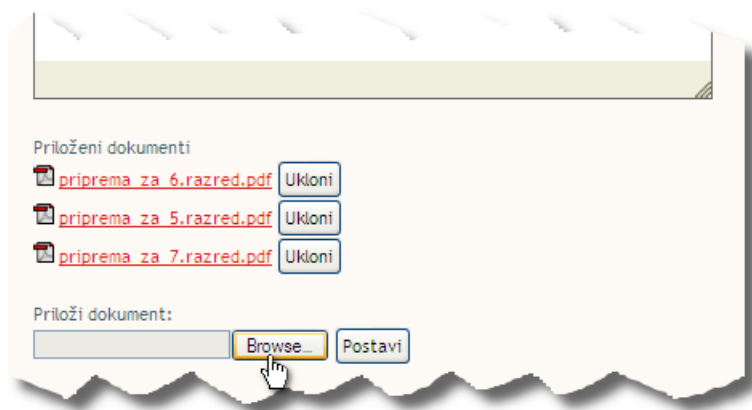 Priloženi dokumenti
priprema_za_6.razred.pdf Ukloni
priprema_za_5.razred.pdf Ukloni
priprema_za_7.razred.pdf Ukloni
Priloži dokument:
Browse... Postavi